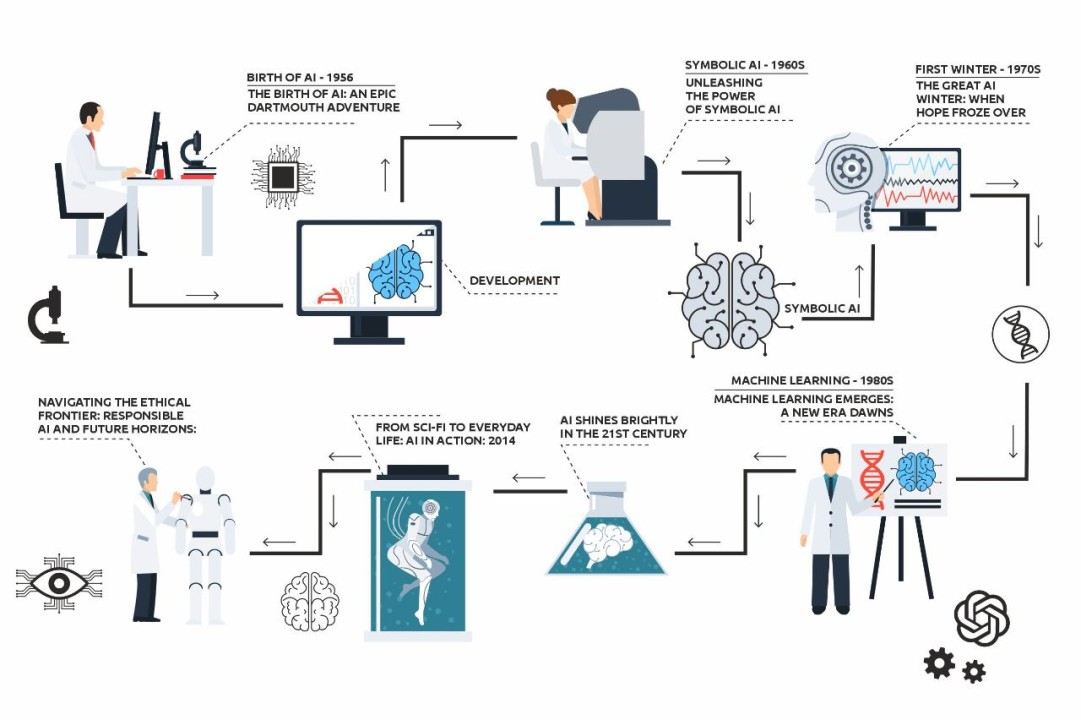 BIRTH OF AI - 1956
THE BIRTH OF AI: AN EPIC
DARTMOUTH ADVENTURE
DEVELOPMENT
SYMBOLIC AI - 1960S
UNLEASHING
THE POWER
OF SYMBOLIC AI
SYMBOLIC AI
FIRST WINTER - 1970S
THE GREAT AI
WINTER: WHEN
HOPE FROZE OVER
MACHINE LEARNING - 1980S
MACHINE LEARNING EMERGES:
A NEW ERA DAWNS
AI SHINES BRIGHTLY
IN THE 21ST CENTURY
FROM SCI-FI TO EVERYDAY
LIFE: AI IN ACTION: 2014
NAVIGATING THE ETHICAL
FRONTIER: RESPONSIBLE
AI AND FUTURE HORIZONS: